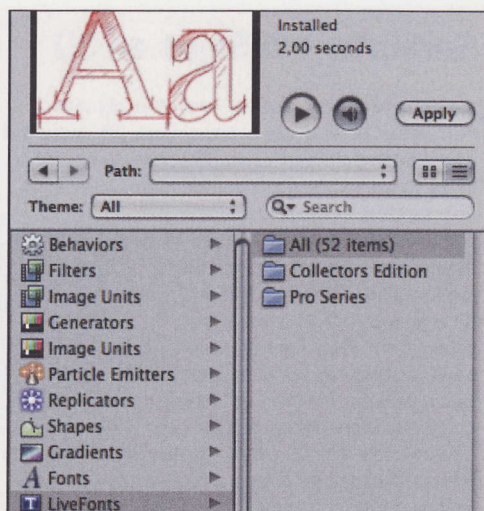 Aa
Installed
2,00 seconds
Apply
Path:
Theme: All
Search
Behaviors
Filters
Image Units
Generators
Image Units
Particle Emitters
Replicators
Shapes
Gradients
Fonts
LiveFonts
All (52 items)
Collectors Edition
Pro Series